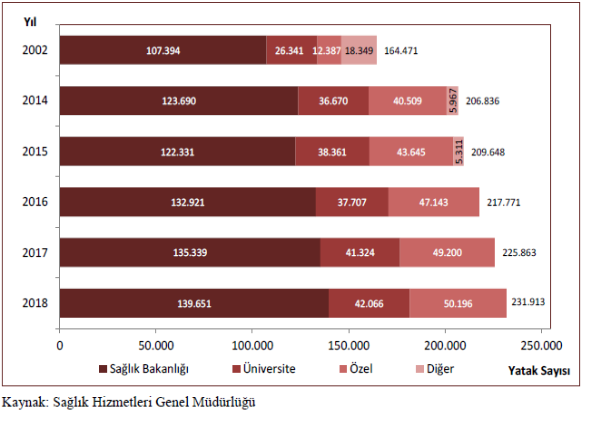 Yıl
2002 107.394 26.341 12.387 18.349 164.471
2014 123.690 36.670 40.509 5.967 206.836
2015 122.331 38.361 43.645 5.311 209.648
2016 132.921 37.707 47.143 217.771
2017 135.339 41.324 49.200 225.863
2018 139.651 42.066 50.196 231.913
0 50.000 100.000 150.000 200.000 250.000
Sağlık Bakanlığı Üniversite Özel Diğer Yatak Sayısı
Kaynak: Sağlık Hizmetleri Genel Müdürlüğü